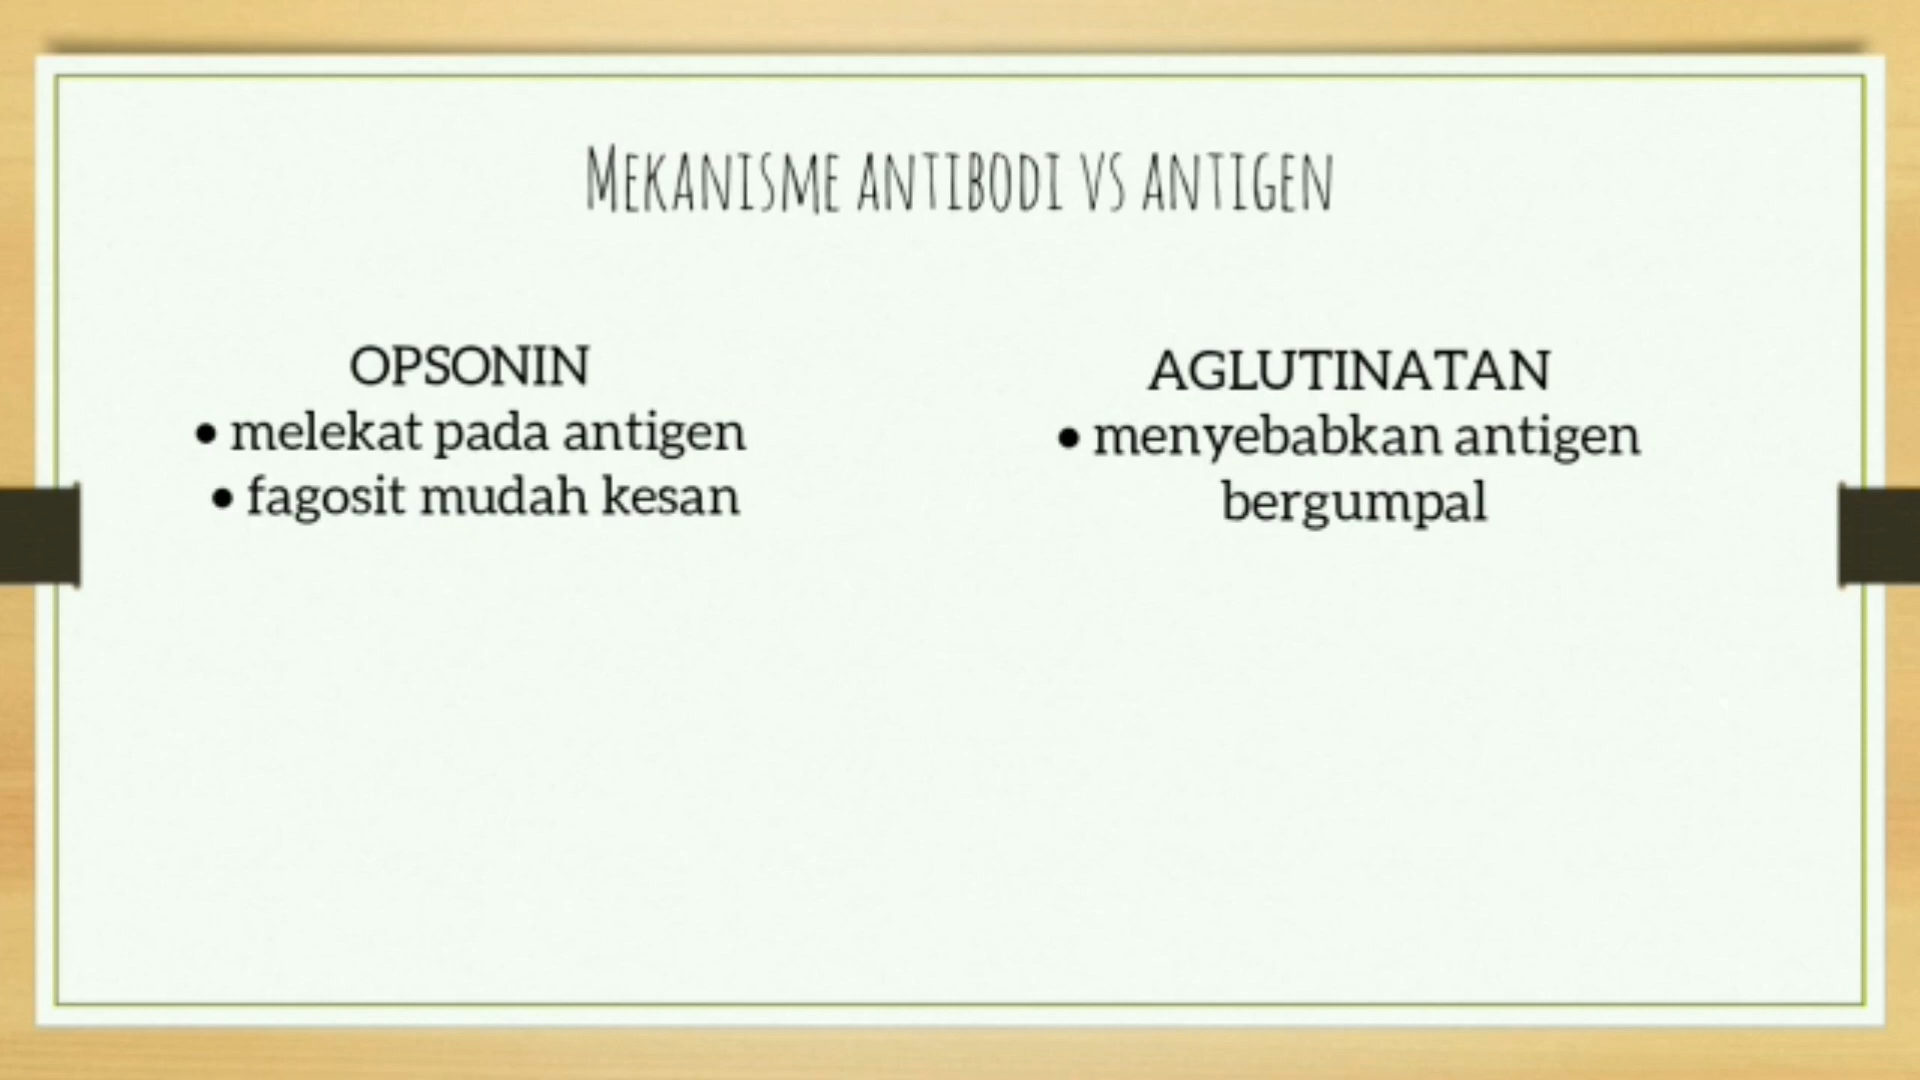 MEKANISME ANTIBODI VS ANTIGEN
OPSONIN
• melekat pada antigen
• fagosit mudah kesan
AGLUTINATAN
• menyebabkan antigen
bergumpal